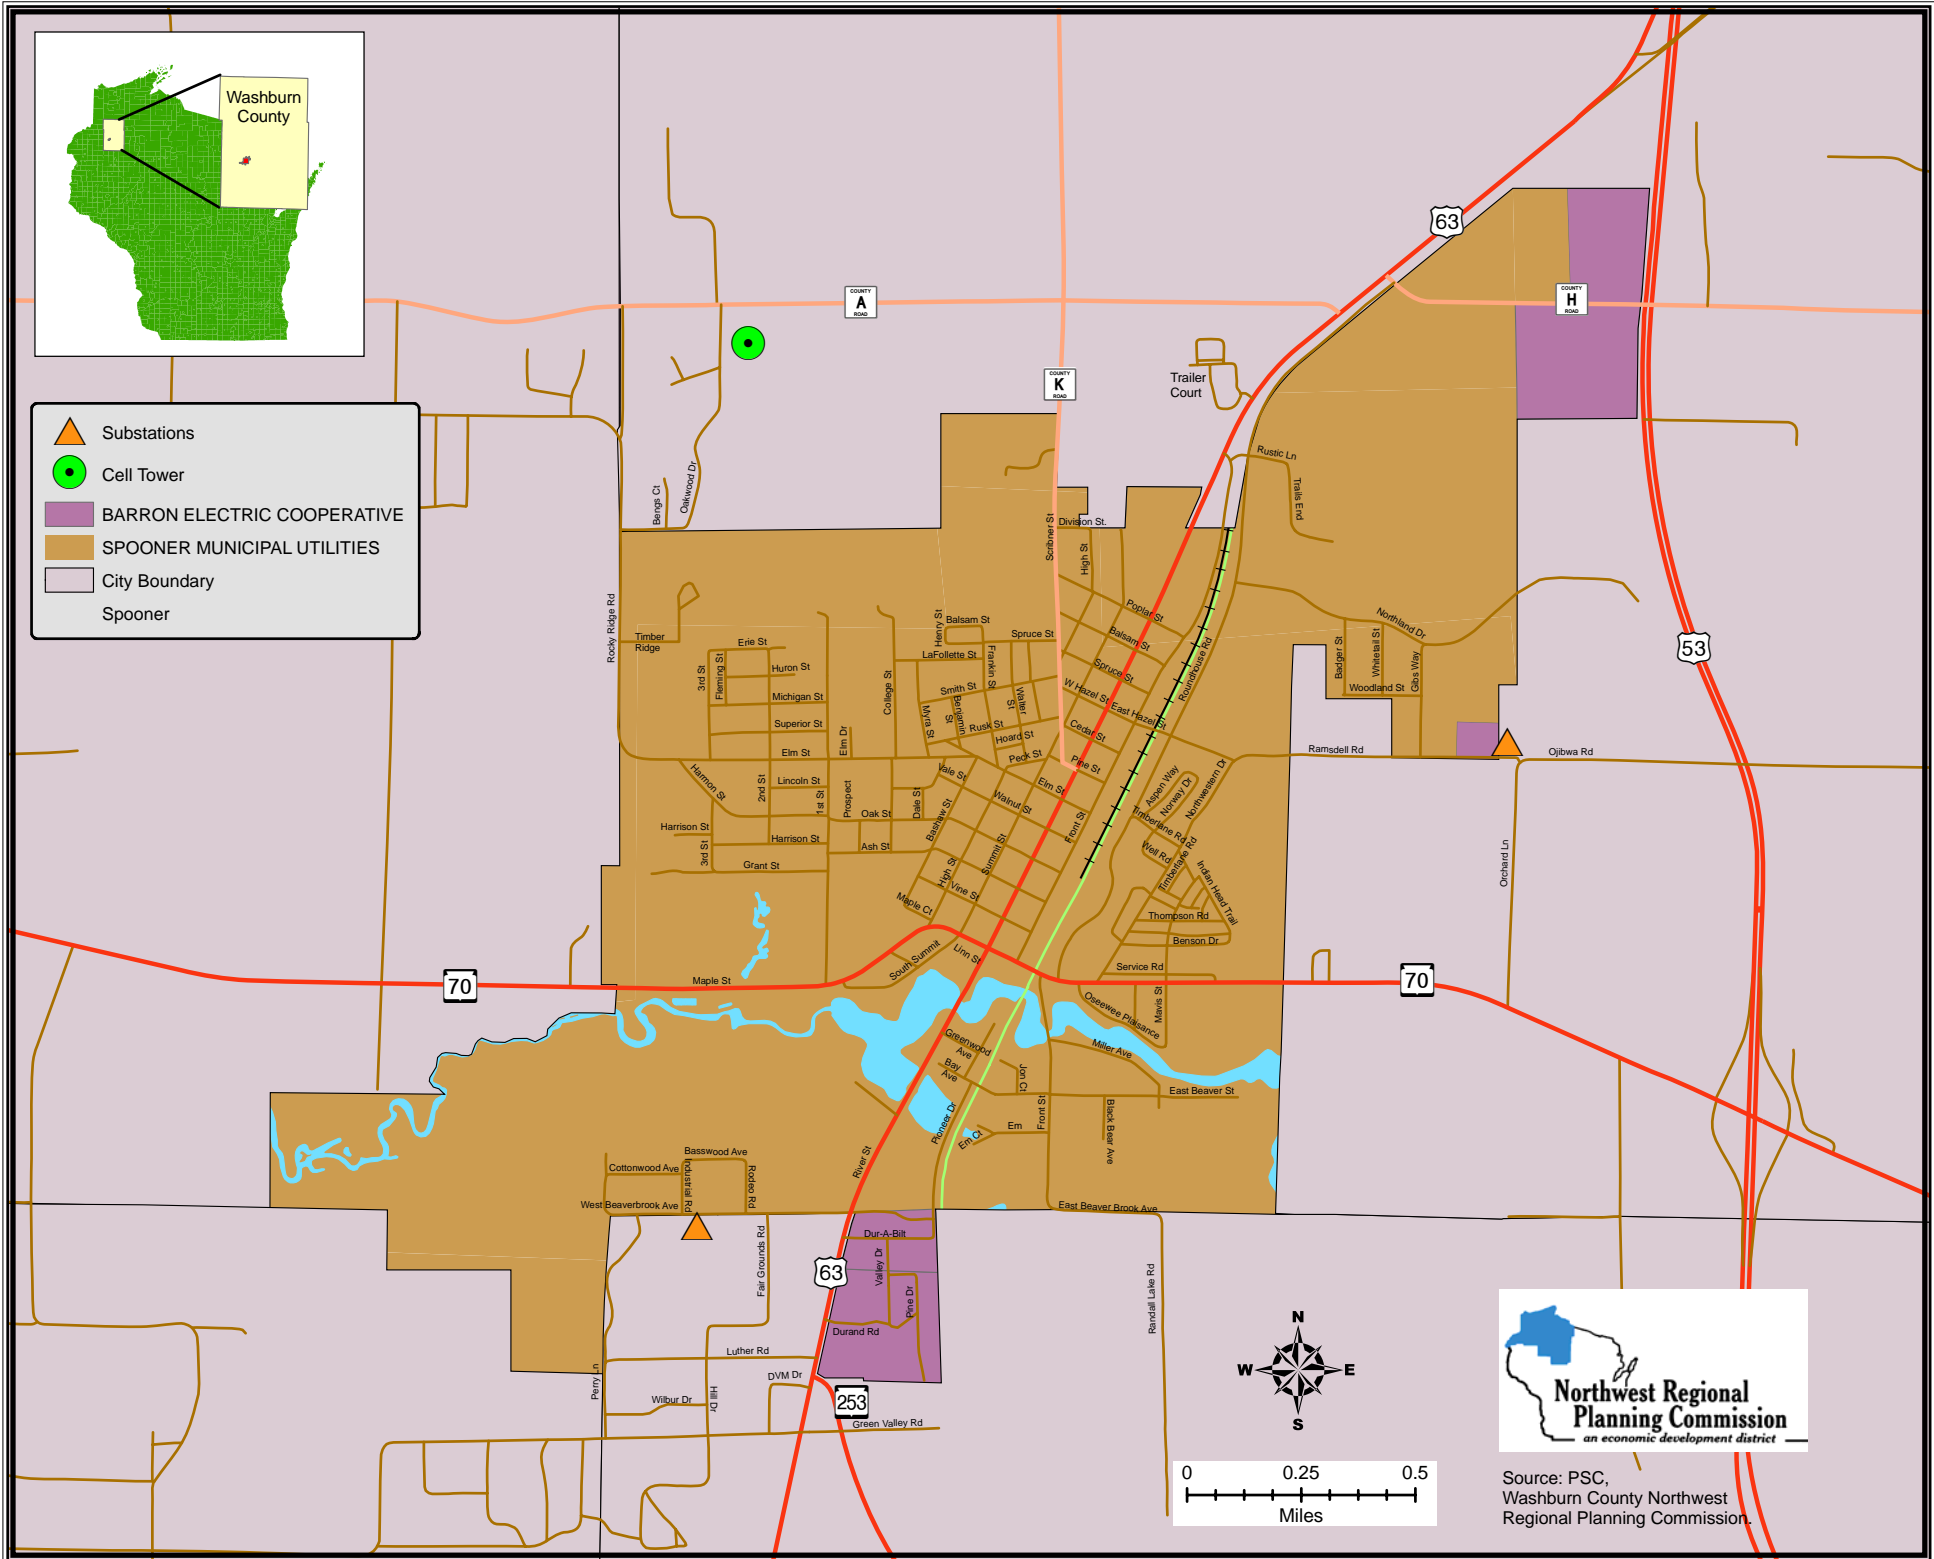 Washburn
County
63
COUNTY
A
ROAD
COUNTY
H
ROAD
COUNTY
K
ROAD
Trailer
Court
Substations
Cell Tower
BARRON ELECTRIC COOPERATIVE
SPOONER MUNICIPAL UTILITIES
City Boundary
Spooner
Rustic Ln
Trails End
Bengs Ct
Oakwood Dr
Scribner St
Division St.
High St
Rocky Ridge Rd
Timber
Ridge
Erie St
Huron St
3rd St
Fleming St
Michigan St
Superior St
Elm St
Elm Dr
College St
Henry St
Balsam St
Spruce St
LaFollette St
Frankin St
Smith St
Benjamin
St
Walter
St
Myra St
Rusk St
Hoard St
Peck St
Poplar St
Balsam St
Spruce St
W Hazel St
East Hazel St
Cedar St
Pine St
Roundhouse Rd
Northland Dr
Badger St
Whitetail St
Gibs Way
Woodland St
53
Ramsdell Rd
Ojibwa Rd
Harmon St
2nd St
Lincoln St
1st St
Prospect
Oak St
Dale St
Vale St
Bashaw St
Walnut St
Elm St
Front St
Aspen Way
Norway Dr
Northwestern Dr
Timberlane Rd
Well Rd
Timberlane Rd
Indian Head Trail
Harrison St
3rd St
Harrison St
Grant St
Ash St
High St
Summit St
Vine St
Maple Ct
Thompson Rd
Benson Dr
Orchard Ln
South Summit
Linn St
Service Rd
Maple St
70
70
Mavis St
Oseewee Plaisance
Greenwood
Ave
Bay
Ave
Miller Ave
Jon Ct
East Beaver St
Front St
Black Bear Ave
Pioneer Dr
Em Ct
Em
River St
Basswood Ave
Cottonwood Ave
Industrial Rd
Rodeo Rd
West Beaverbrook Ave
East Beaver Brook Ave
Dur-A-Bilt
Fair Grounds Rd
63
Valley Dr
Pine Dr
Durand Rd
Randall Lake Rd
Luther Rd
Perry Ln
DVM Dr
Wilbur Dr
Hill Dr
253
Green Valley Rd
N
W
E
S
0 0.25 0.5
Miles
Northwest Regional
Planning Commission
an economic development district
Source: PSC,
Washburn County Northwest
Regional Planning Commission.